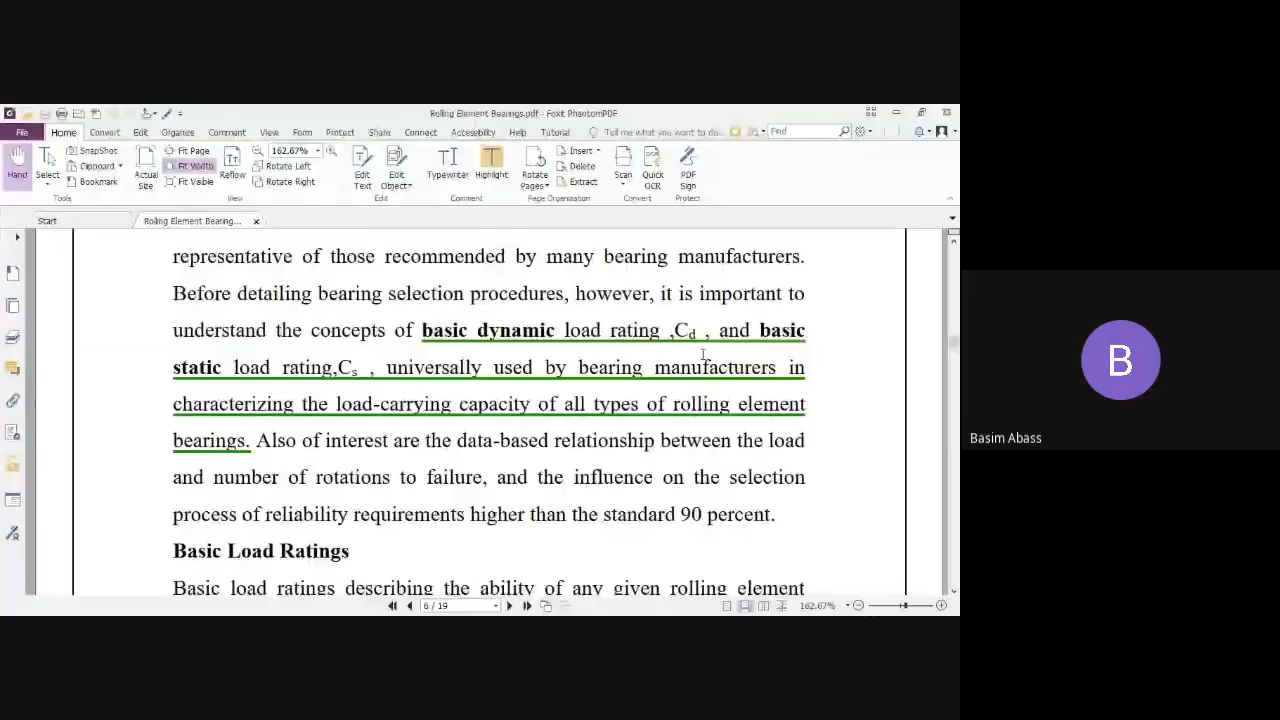 Roling Element Bearings.pdf - Foxit PhantomPDF
File Home Convert Edit Organize Comment View Form Protect Share Connect Accessibility Help Tutorial Tell me what you want to do... Find
Hand
Select
SnapShot
Clipboard
Bookmark
Tools
Actual Size
Fit Page
Fit Width
Fit Visible
Reflow
162.67%
Rotate Left
Rotate Right
View
Edit Text
Edit Object
Edit
Typewriter
Highlight
Comment
Rotate Pages
Insert
Delete
Extract
Page Organization
Scan
Quick OCR
Convert
PDF Sign
Protect
Start
Roling Element Bearing...
representative of those recommended by many bearing manufacturers.
Before detailing bearing selection procedures, however, it is important to
understand the concepts of basic dynamic load rating ,Cd , and basic
static load rating,Cs , universally used by bearing manufacturers in
characterizing the load-carrying capacity of all types of rolling element
bearings. Also of interest are the data-based relationship between the load
and number of rotations to failure, and the influence on the selection
process of reliability requirements higher than the standard 90 percent.
Basic Load Ratings
Basic load ratings describing the ability of any given rolling element
6 / 19
162.67%
B
Basim Abass